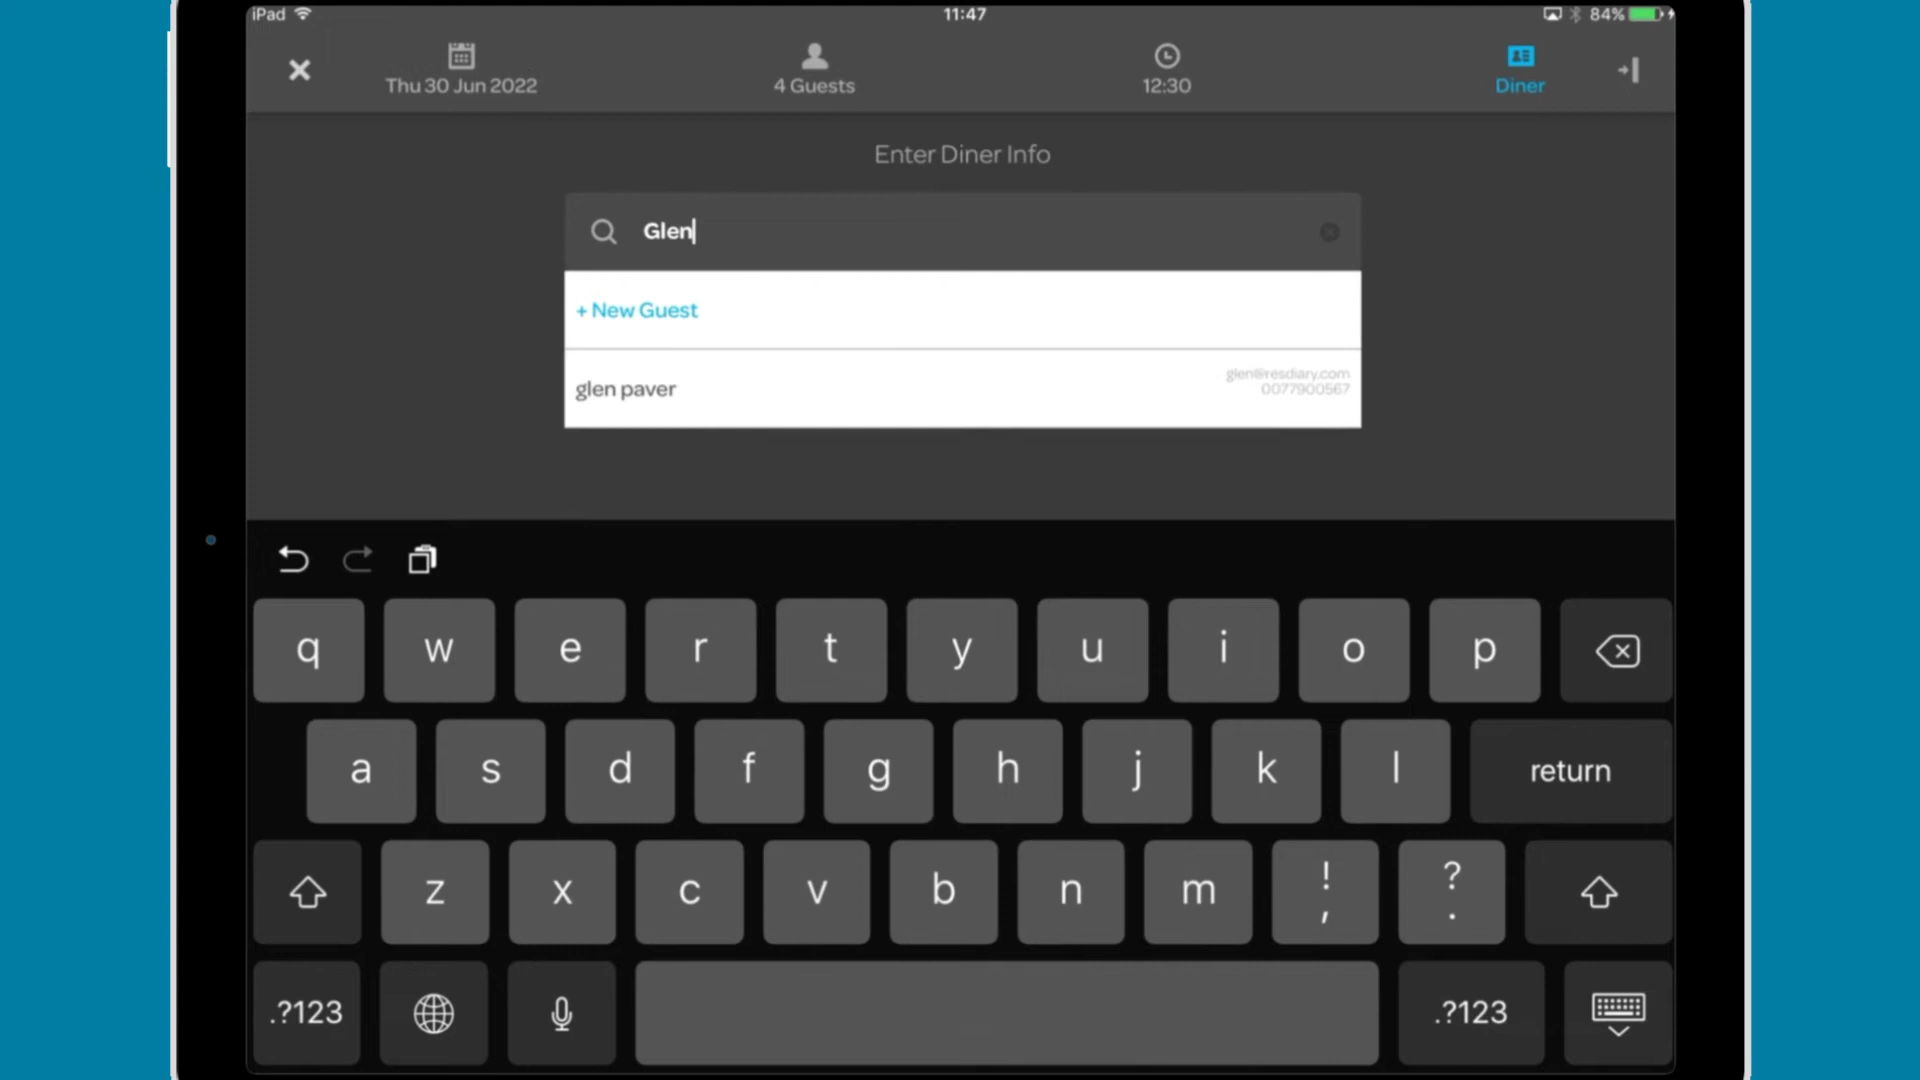 iPad 11:47 84%
Thu 30 Jun 2022
4 Guests
12:30
Diner
Enter Diner Info
Glen
+ New Guest
glen paver
glen@resdiary.com
0077900567
q w e r t y u i o p
a s d f g h j k l return
z x c v b n m ! , ? .
.?123 .?123